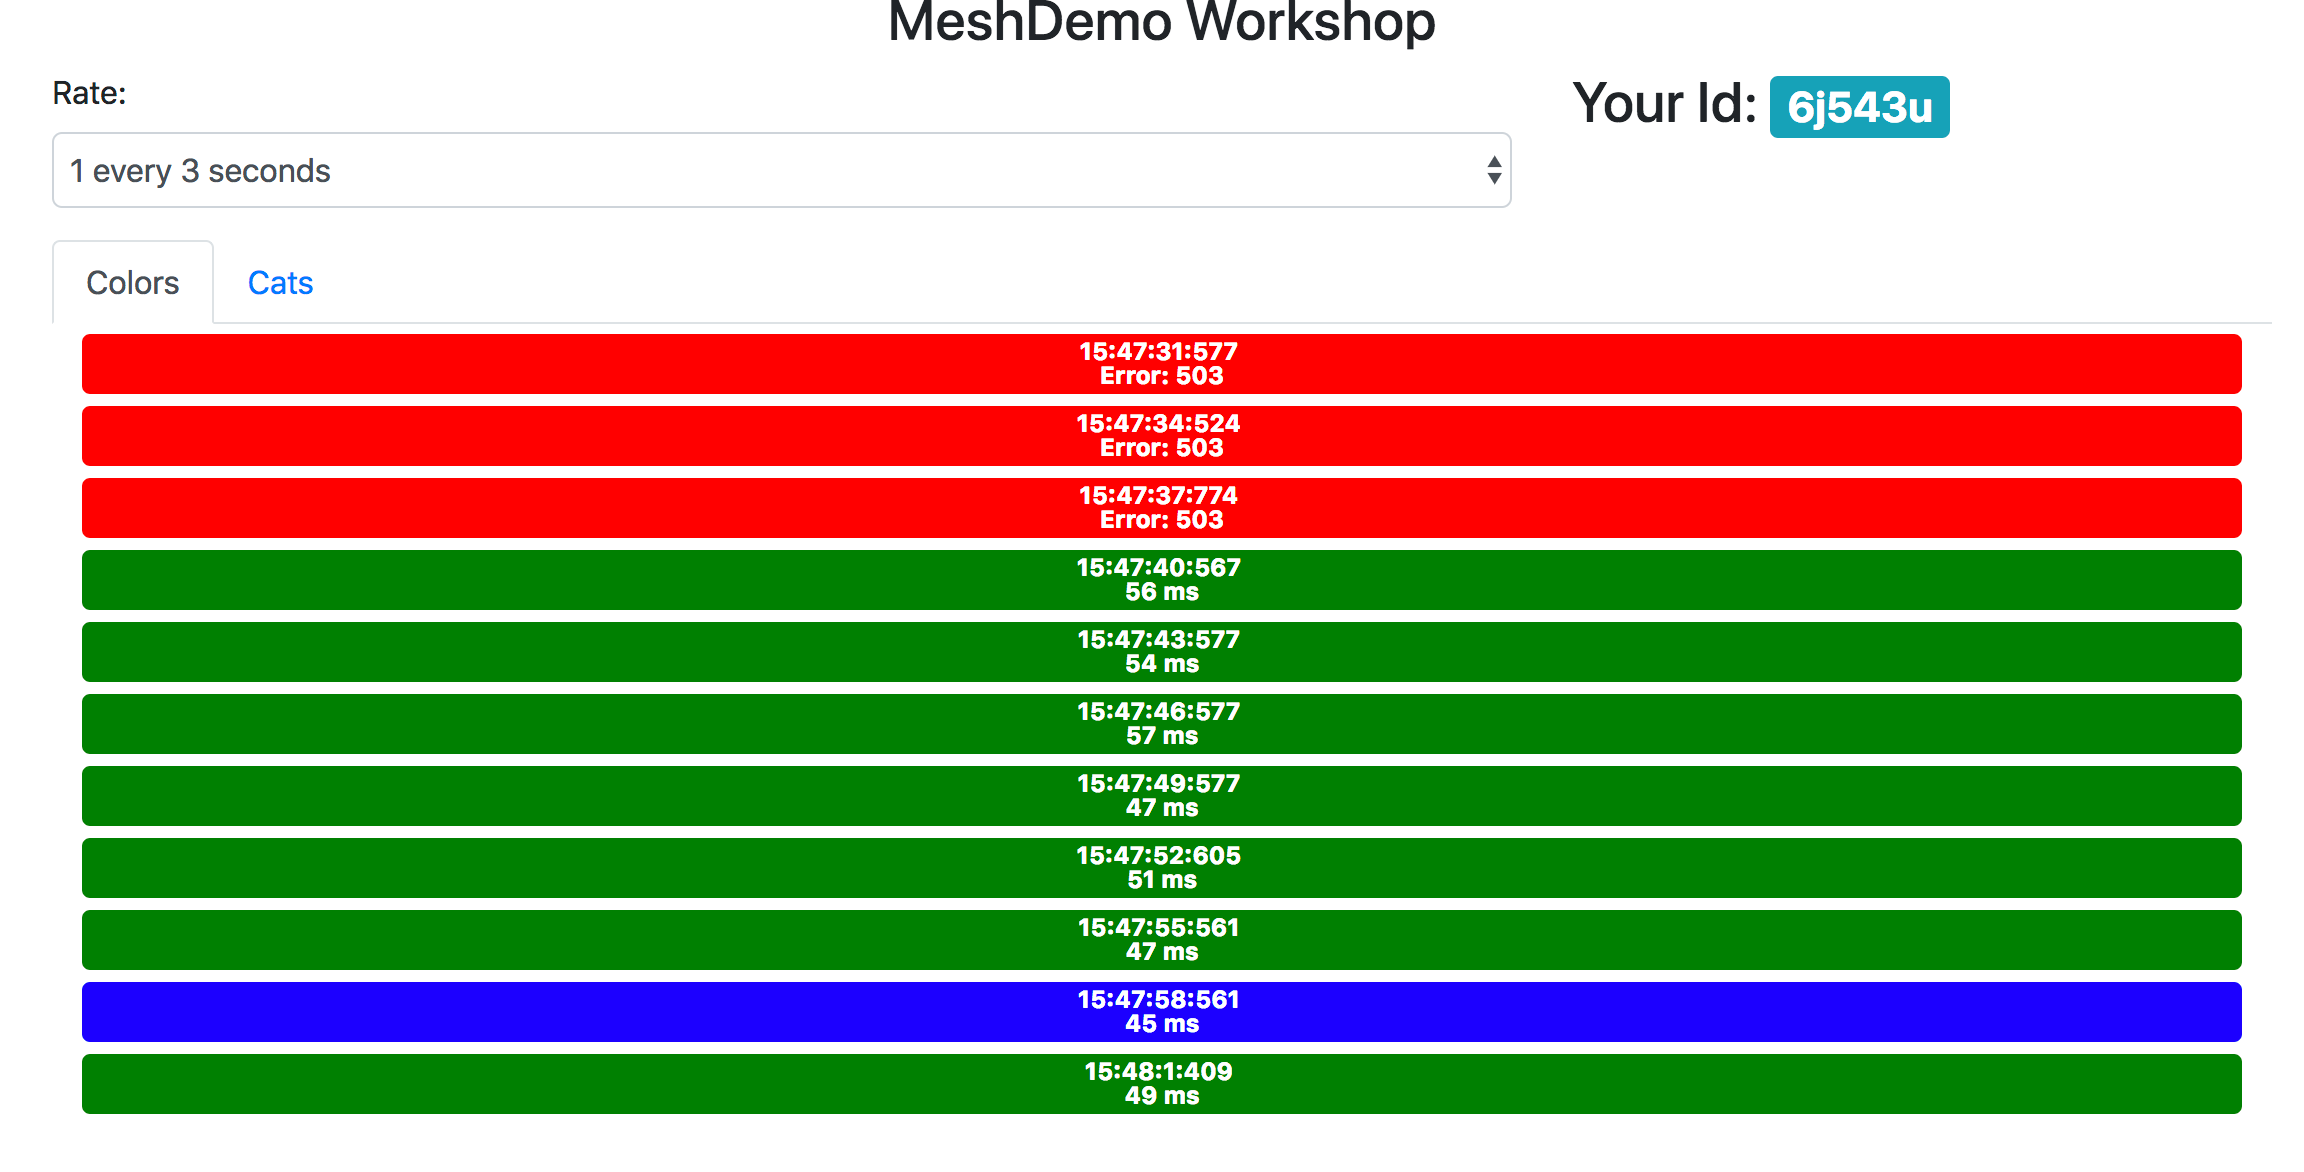 MeshDemo Workshop
Rate:
Your Id: 6j543u
1 every 3 seconds
Colors
Cats
15:47:31:577
Error: 503
15:47:34:524
Error: 503
15:47:37:774
Error: 503
15:47:40:567
56 ms
15:47:43:577
54 ms
15:47:46:577
57 ms
15:47:49:577
47 ms
15:47:52:605
51 ms
15:47:55:561
47 ms
15:47:58:561
45 ms
15:48:1:409
49 ms